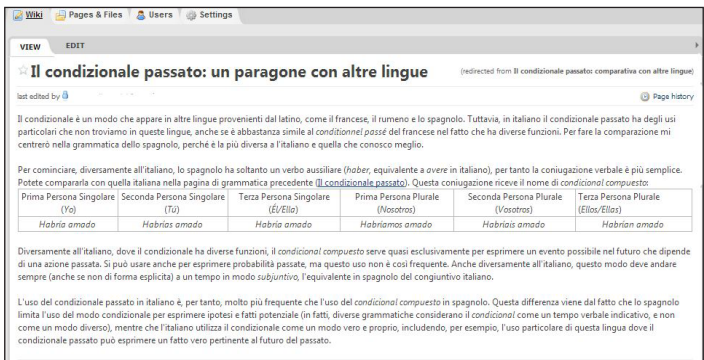 Wiki Pages & Files Users Settings
VIEW EDIT
Il condizionale passato: un paragone con altre lingue (redirected from Il condizionale passato: comparativa con altre lingue)
last edited by Page history
Il condizionale è un modo che appare in altre lingue provenienti dal latino, come il francese, il rumeno e lo spagnolo. Tuttavia, in italiano il condizionale passato ha degli usi
particolari che non troviamo in queste lingue, anche se è abbastanza simile al conditionnel passé del francese nel fatto che ha diverse funzioni. Per fare la comparazione mi
centrerò nella grammatica dello spagnolo, perché è la più diversa a l'italiano e quella che conosco meglio.
Per cominciare, diversamente all'italiano, lo spagnolo ha soltanto un verbo aussiliare (haber, equivalente a avere in italiano), per tanto la coniugazione verbale è più semplice.
Potete compararla con quella italiana nella pagina di grammatica precedente (Il condizionale passato). Questa coniugazione riceve il nome di condicional compuesto:
Prima Persona Singolare Seconda Persona Singolare Terza Persona Singolare Prima Persona Plurale Seconda Persona Plurale Terza Persona Plurale
(Yo) (Tú) (Él/Ella) (Nosotros) (Vosotros) (Ellos/Ellas)
Habría amado Habrías amado Habría amado Habríamos amado Habríais amado Habrían amado
Diversamente all'italiano, dove il condizionale ha diverse funzioni, il condicional compuesto serve quasi esclusivamente per esprimere un evento possibile nel futuro che dipende
di una azione passata. Si può usare anche per esprimere probabilità passate, ma questo uso non è cosi frequente. Anche diversamente all'italiano, questo modo deve andare
sempre (anche se non di forma esplicita) a un tempo in modo subjuntivo, l'equivalente in spagnolo del congiuntivo italiano.
L'uso del condizionale passato in italiano è, per tanto, molto più frequente che l'uso del condicional compuesto in spagnolo. Questa differenza viene dal fatto che lo spagnolo
limita l'uso del modo condizionale per esprimere ipotesi e fatti potenziale (in fatti, diverse grammatiche considerano il condicional come un tempo verbale indicativo, e non
come un modo diverso), mentre che l'italiano utilizza il condizionale come un modo vero e proprio, includendo, per esempio, l'uso particolare di questa lingua dove il
condizionale passato può esprimere un fatto vero pertinente al futuro del passato.